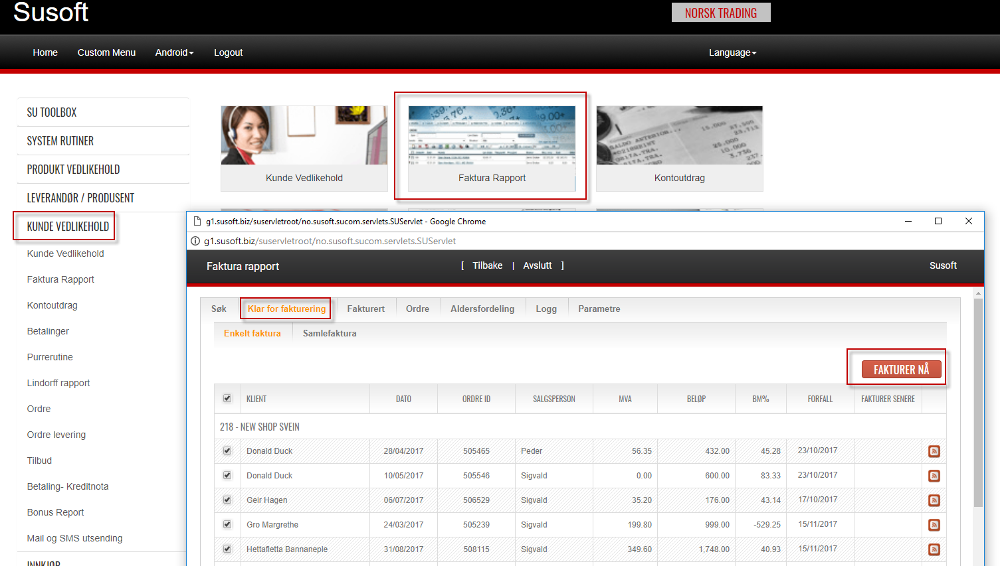 Susoft
NORSK TRADING
Home Custom Menu Android Logout Language
SU TOOLBOX
SYSTEM RUTINER
PRODUKT VEDLIKEHOLD
LEVERANDØR / PRODUSENT
KUNDE VEDLIKEHOLD
Kunde Vedlikehold
Faktura Rapport
Kontoutdrag
Betalinger
Purrerutine
Lindorff rapport
Ordre
Ordre levering
Tilbud
Betaling- Kreditnota
Bonus Report
Mail og SMS utsending
INNKJØP
Kunde Vedlikehold
Faktura Rapport
Kontoutdrag
g1.susoft.biz/suservletroot/no.susoft.sucom.servlets.SUServlet - Google Chrome
g1.susoft.biz/suservletroot/no.susoft.sucom.servlets.SUServlet
Faktura rapport [ Tilbake | Avslutt ] Susoft
Søk Klar for fakturering Fakturert Ordre Aldersfordeling Logg Parametre
Enkelt faktura Samlefaktura
FAKTURER NÅ
KLIENT DATO ORDRE ID SALGSPERSON MVA BELØP BM% FORFALL FAKTURER SENERE
218 - NEW SHOP SVEIN
Donald Duck 28/04/2017 505465 Peder 56.35 432.00 45.28 23/10/2017
Donald Duck 10/05/2017 505546 Sigvald 0.00 600.00 83.33 23/10/2017
Geir Hagen 06/07/2017 506529 Sigvald 35.20 176.00 43.14 17/10/2017
Gro Margrethe 24/03/2017 505239 Sigvald 199.80 999.00 -529.25 15/11/2017
Hettafletta Bannaneple 31/08/2017 508115 Sigvald 349.60 1,748.00 40.93 15/11/2017